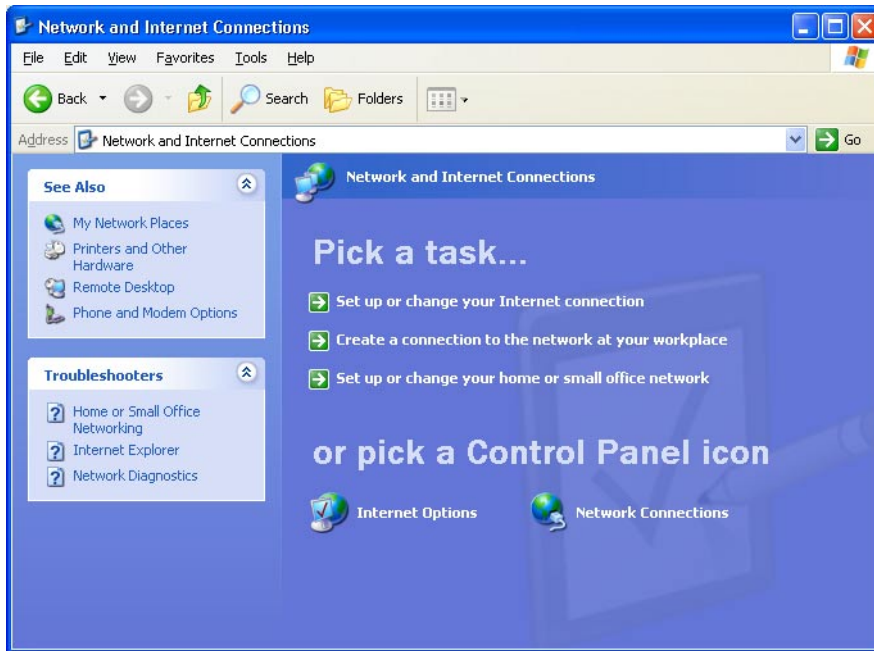 Network and Internet Connections
File Edit View Favorites Tools Help
Back Search Folders
Address Network and Internet Connections Go
See Also
My Network Places
Printers and Other
Hardware
Remote Desktop
Phone and Modem Options
Troubleshooters
Home or Small Office
Networking
Internet Explorer
Network Diagnostics
Network and Internet Connections
Pick a task...
Set up or change your Internet connection
Create a connection to the network at your workplace
Set up or change your home or small office network
or pick a Control Panel icon
Internet Options Network Connections